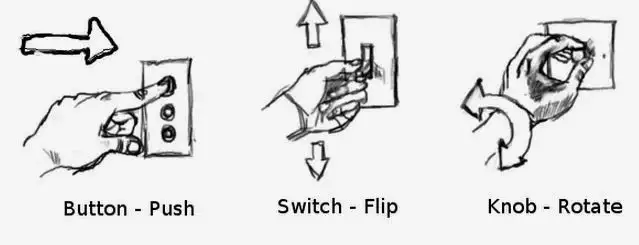 Button - Push
Switch - Flip
Knob - Rotate